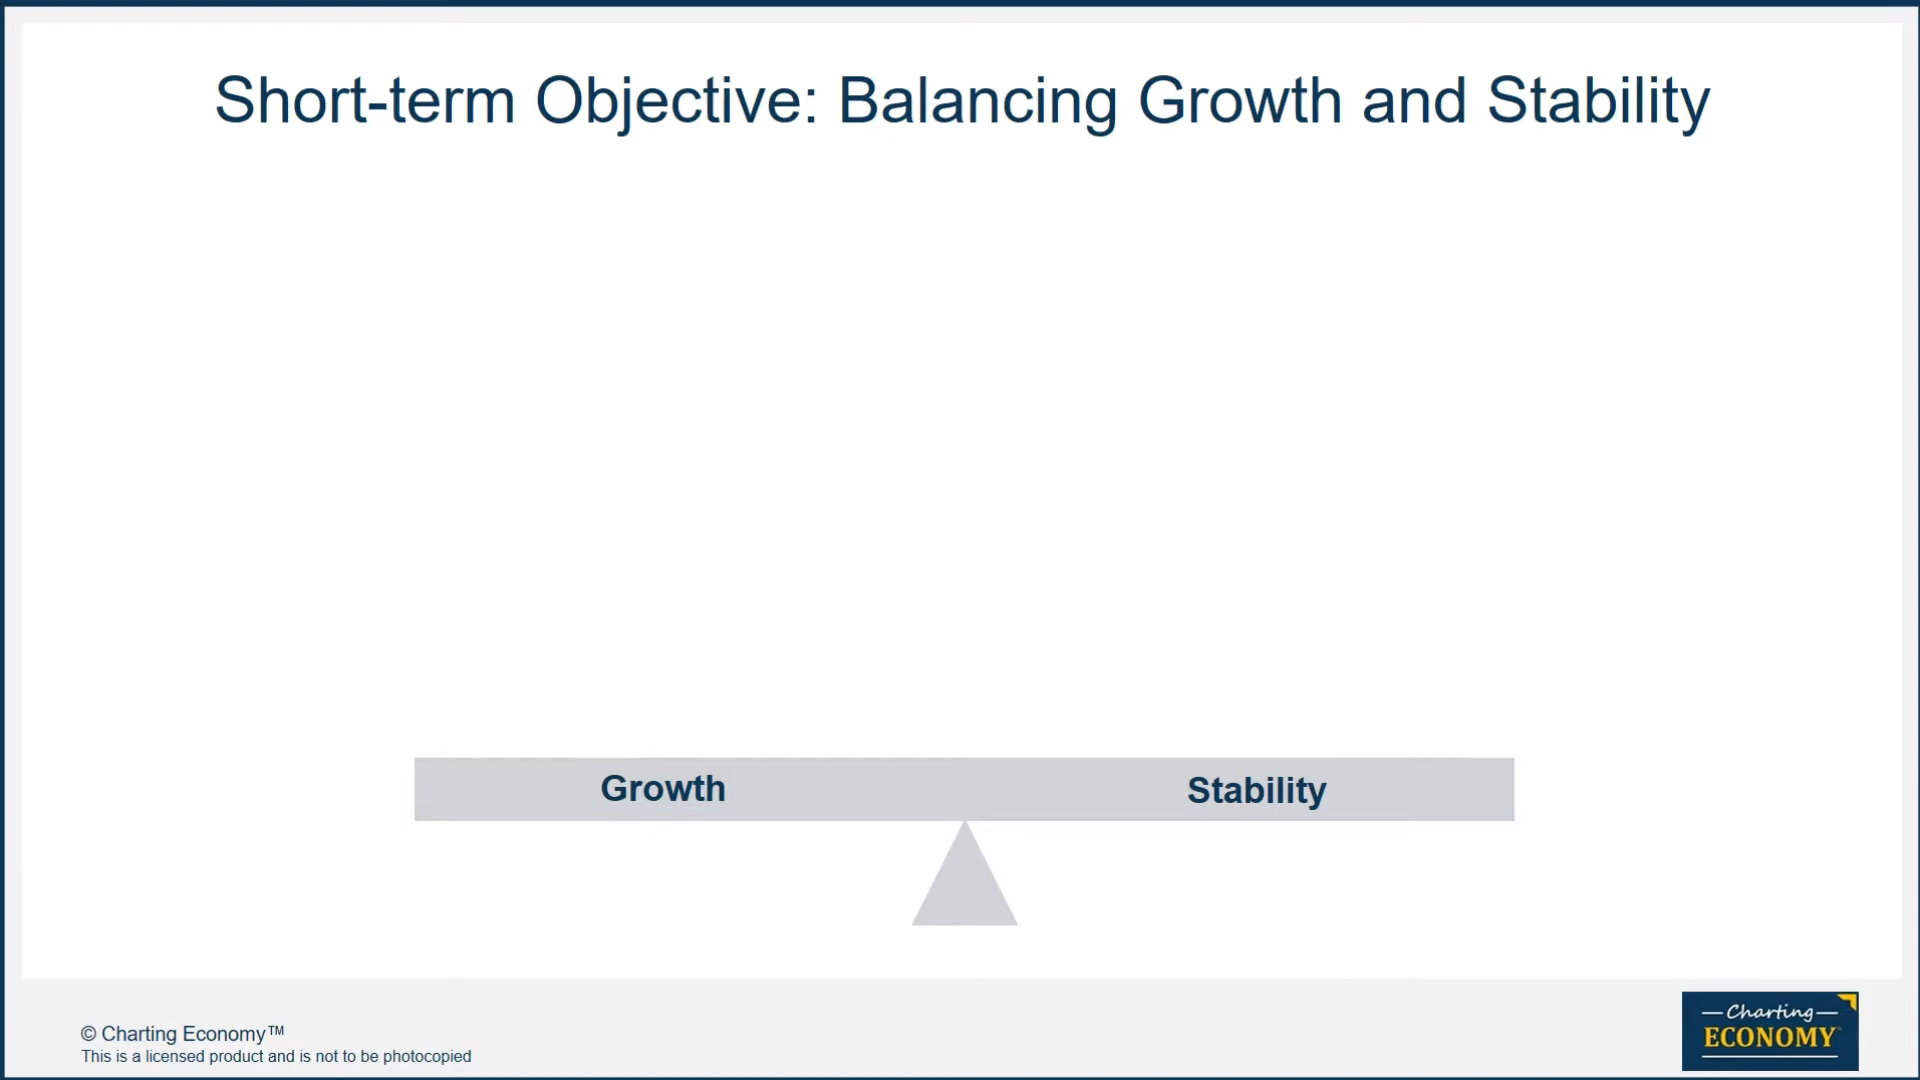 Short-term Objective: Balancing Growth and Stability
Growth
Stability
© Charting Economy™
This is a licensed product and is not to be photocopied
Charting
ECONOMY